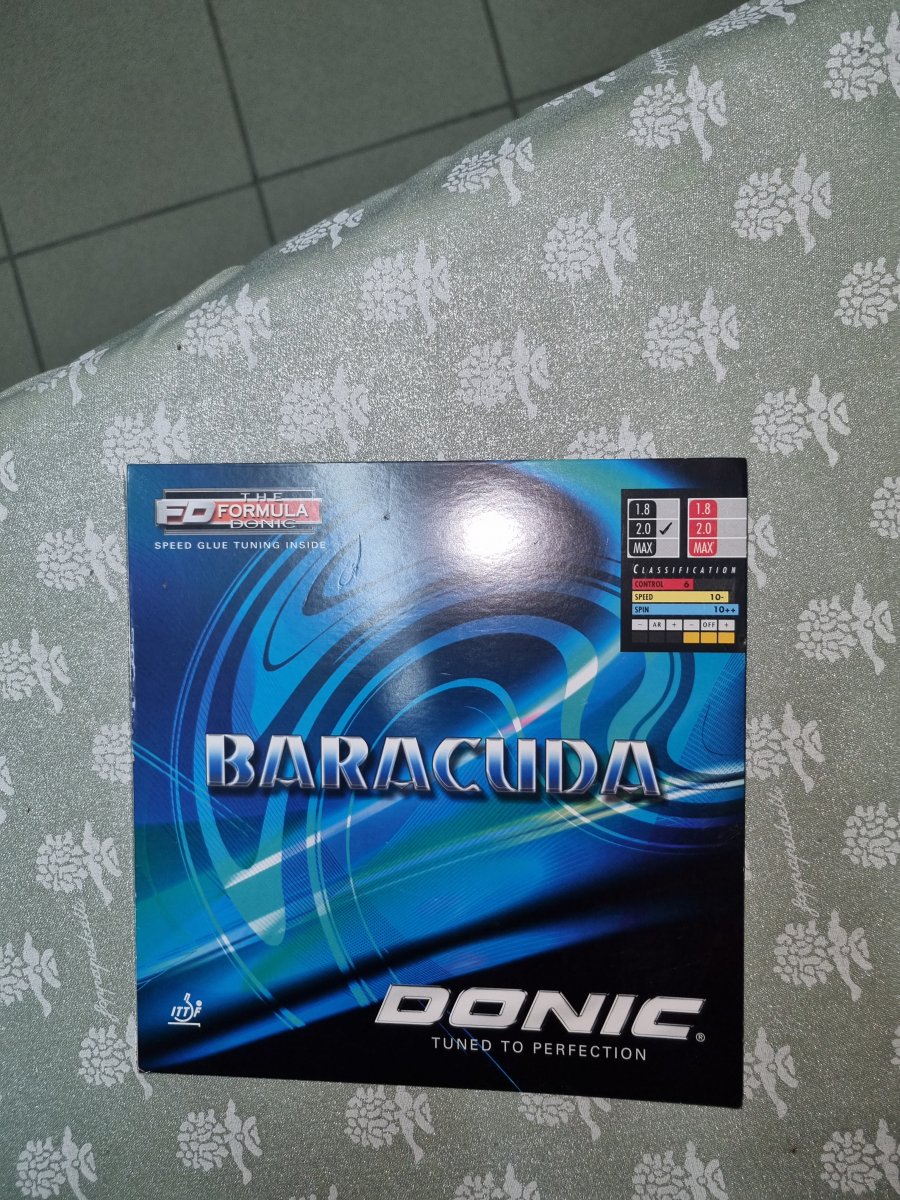 THE
FD FORMULA
DONIC
SPEED GLUE TUNING INSIDE
1.8 1.8
2.0 ✓ 2.0
MAX MAX
CLASSIFICATION
CONTROL 6
SPEED 10-
SPIN 10++
- AR + - OFF +
BARACUDA
ITTF
DONIC®
TUNED TO PERFECTION